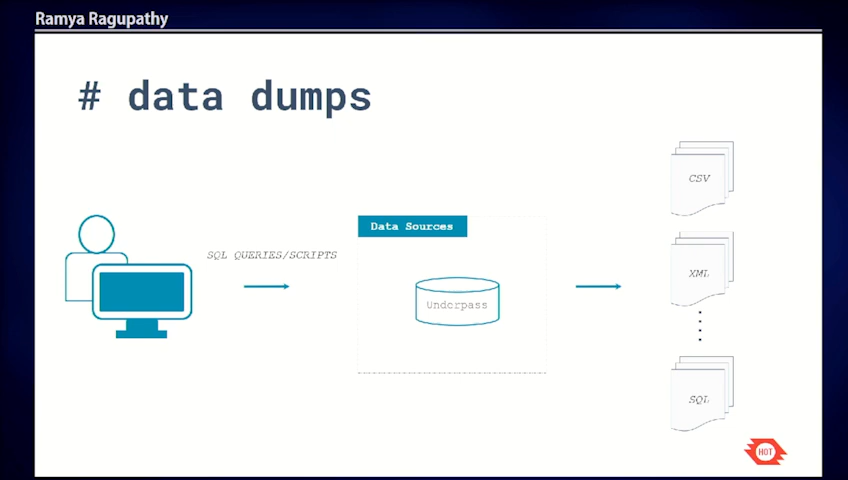 Ramya Ragupathy
# data dumps
CSV
Data Sources
SQL QUERIES/SCRIPTS
XML
Underpass
SQL
HOT